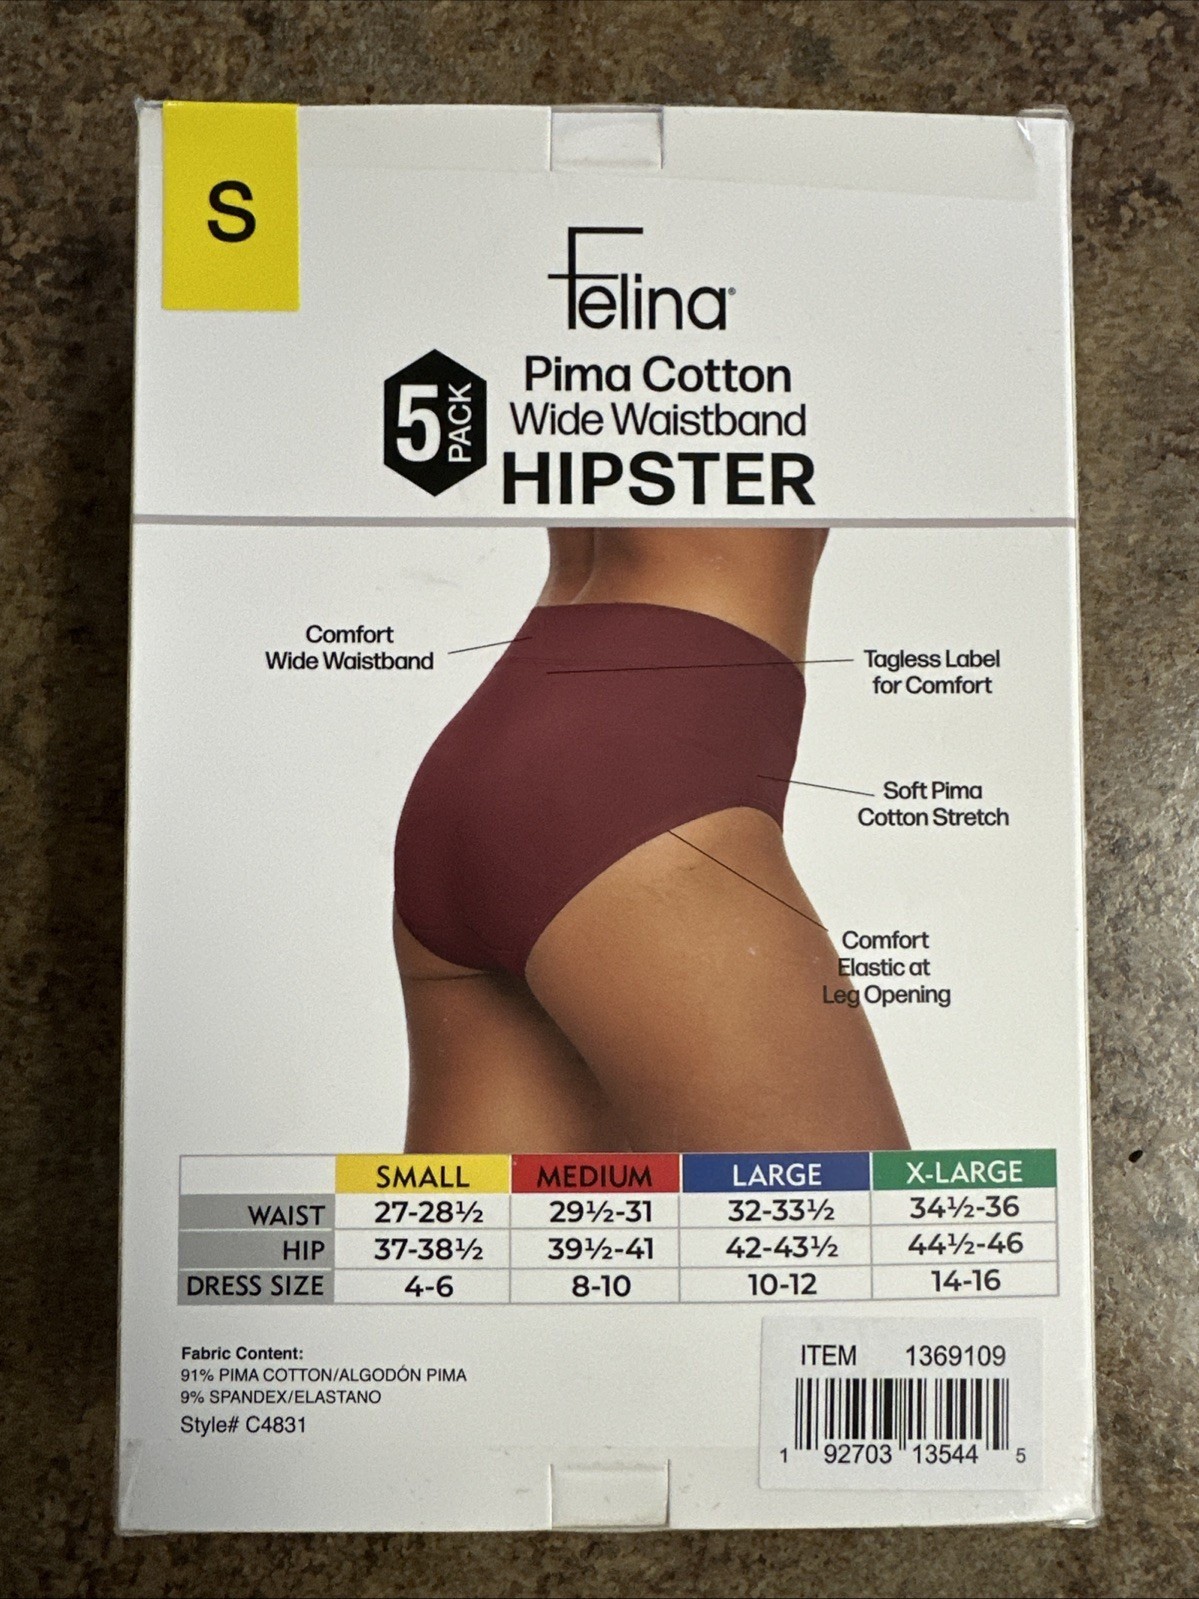 S
Felina®
5 PACK
Pima Cotton
Wide Waistband
HIPSTER
Comfort
Wide Waistband
Tagless Label
for Comfort
Soft Pima
Cotton Stretch
Comfort
Elastic at
Leg Opening
SMALL MEDIUM LARGE X-LARGE
WAIST 27-28½ 29½-31 32-33½ 34½-36
HIP 37-38½ 39½-41 42-43½ 44½-46
DRESS SIZE 4-6 8-10 10-12 14-16
Fabric Content:
91% PIMA COTTON/ALGODÓN PIMA
9% SPANDEX/ELASTANO
Style# C4831
ITEM 1369109
1 92703 13544 5